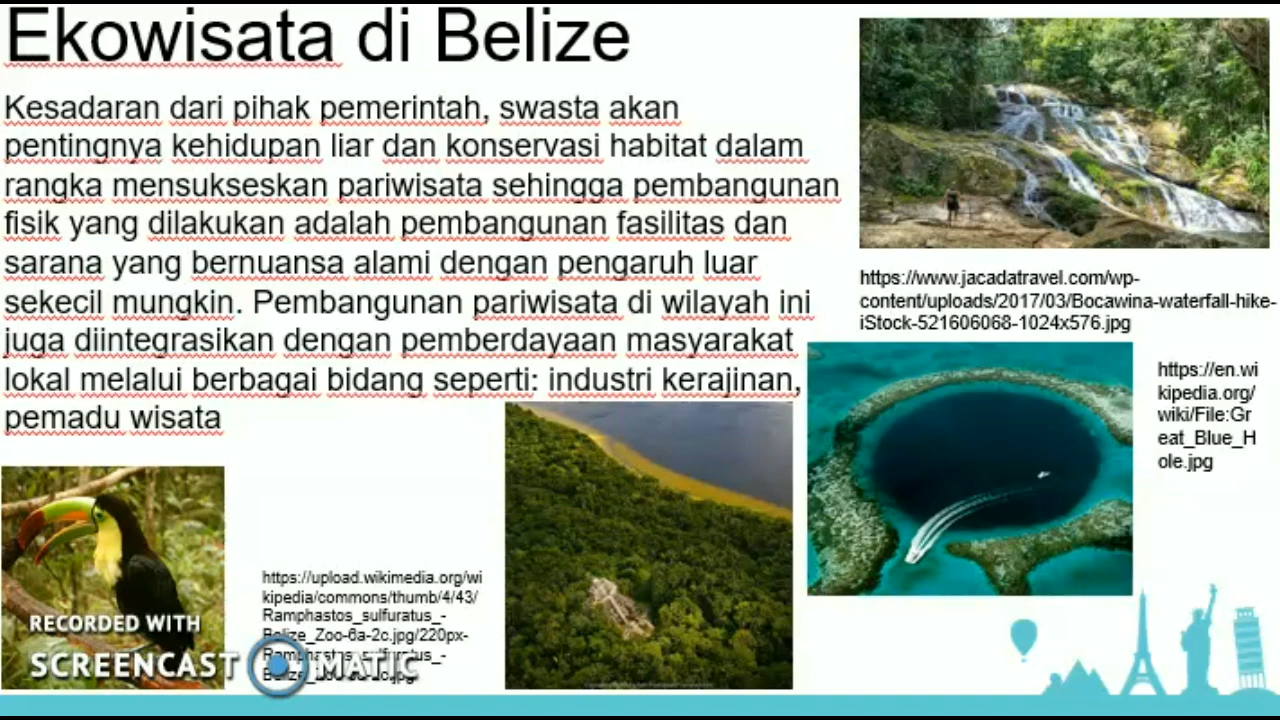 Ekowisata di Belize
Kesadaran dari pihak pemerintah, swasta akan
pentingnya kehidupan liar dan konservasi habitat dalam
rangka mensukseskan pariwisata sehingga pembangunan
fisik yang dilakukan adalah pembangunan fasilitas dan
sarana yang bernuansa alami dengan pengaruh luar
sekecil mungkin. Pembangunan pariwisata di wilayah ini
juga diintegrasikan dengan pemberdayaan masyarakat
lokal melalui berbagai bidang seperti: industri kerajinan,
pemadu wisata
https://www.jacadatravel.com/wp-
content/uploads/2017/03/Bocawina-waterfall-hike-
iStock-521606068-1024x576.jpg
https://en.wi
kipedia.org/
wiki/File:Gr
eat_Blue_H
ole.jpg
https://upload.wikimedia.org/wi
kipedia/commons/thumb/4/43/
Ramphastos_sulfuratus_-
Belize_Zoo-6a-2c.jpg/220px-
RECORDED WITH
SCREENCAST MATIC